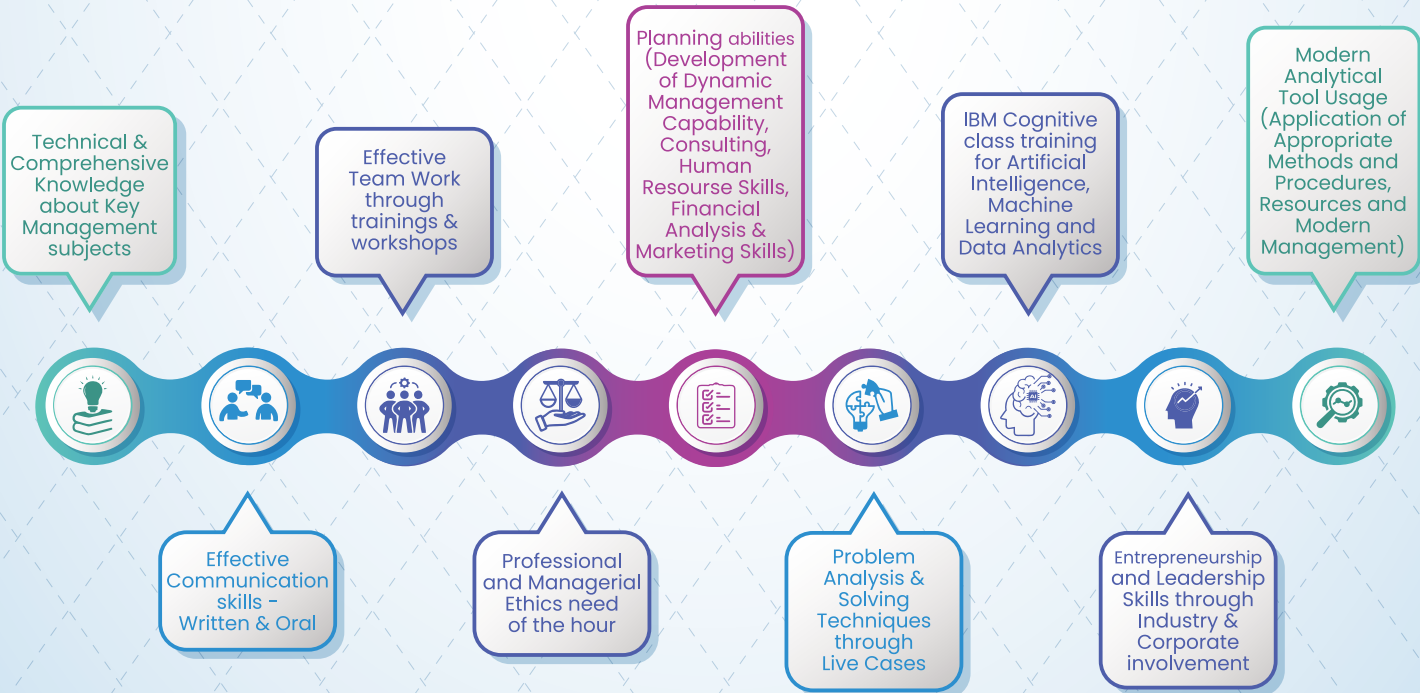 Technical &
Comprehensive
Knowledge
about Key
Management
subjects
Effective
Communication
skills -
Written & Oral
Effective
Team Work
through
trainings &
workshops
Professional
and Managerial
Ethics need
of the hour
Planning abilities
(Development
of Dynamic
Management
Capability,
Consulting,
Human
Resourse Skills,
Financial
Analysis &
Marketing Skills)
Problem
Analysis &
Solving
Techniques
through
Live Cases
IBM Cognitive
class training
for Artificial
Intelligence,
Machine
Learning and
Data Analytics
AI
Entrepreneurship
and Leadership
Skills through
Industry &
Corporate
involvement
Modern
Analytical
Tool Usage
(Application of
Appropriate
Methods and
Procedures,
Resources and
Modern
Management)